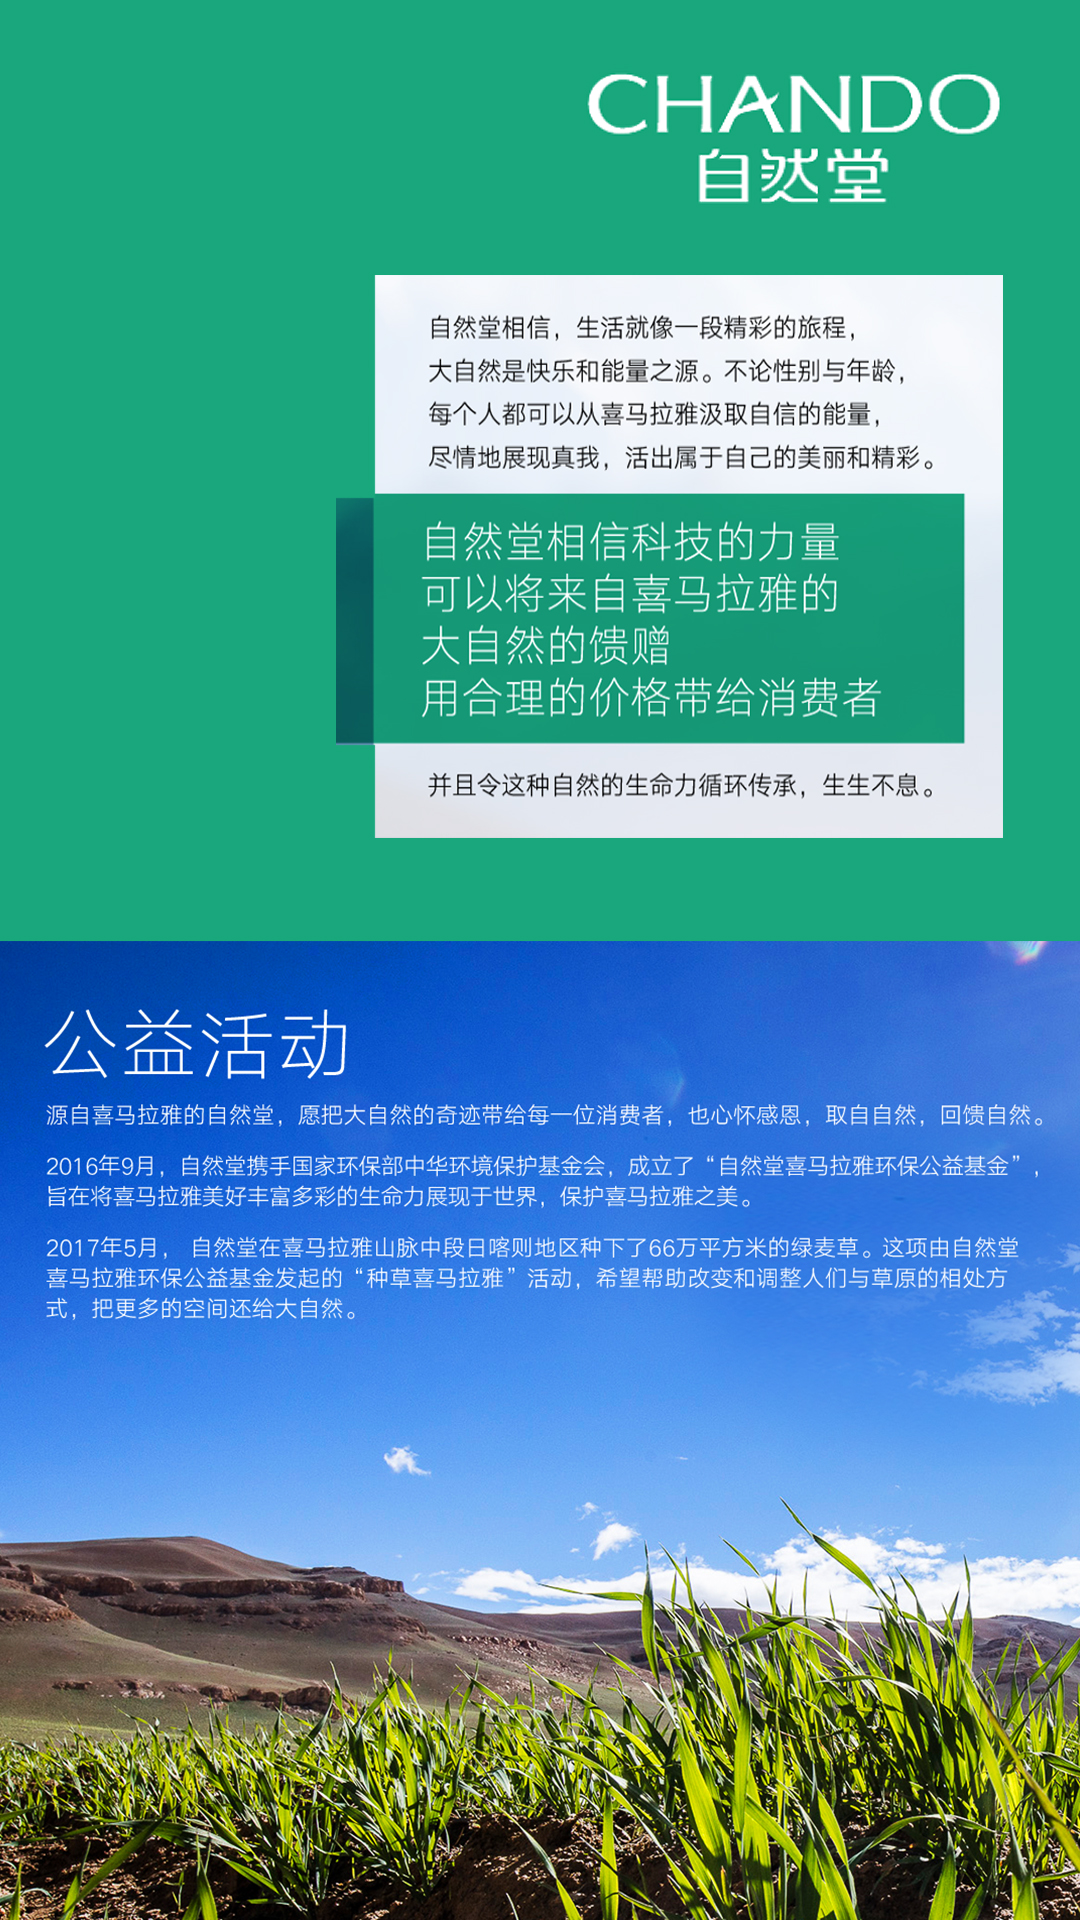 CHANDO
自然堂
自然堂相信，生活就像一段精彩的旅程，
大自然是快乐和能量之源。不论性别与年龄，
每个人都可以从喜马拉雅汲取自信的能量，
尽情地展现真我，活出属于自己的美丽和精彩。
自然堂相信科技的力量
可以将来自喜马拉雅的
大自然的馈赠
用合理的价格带给消费者
并且令这种自然的生命力循环传承，生生不息。
公益活动
源自喜马拉雅的自然堂，愿把大自然的奇迹带给每一位消费者，也心怀感恩，取自自然，回馈自然。
2016年9月，自然堂携手国家环保部中华环境保护基金会，成立了“自然堂喜马拉雅环保公益基金”，
旨在将喜马拉雅美好丰富多彩的生命力展现于世界，保护喜马拉雅之美。
2017年5月， 自然堂在喜马拉雅山脉中段日喀则地区种下了66万平方米的绿麦草。这项由自然堂
喜马拉雅环保公益基金发起的“种草喜马拉雅”活动，希望帮助改变和调整人们与草原的相处方
式，把更多的空间还给大自然。